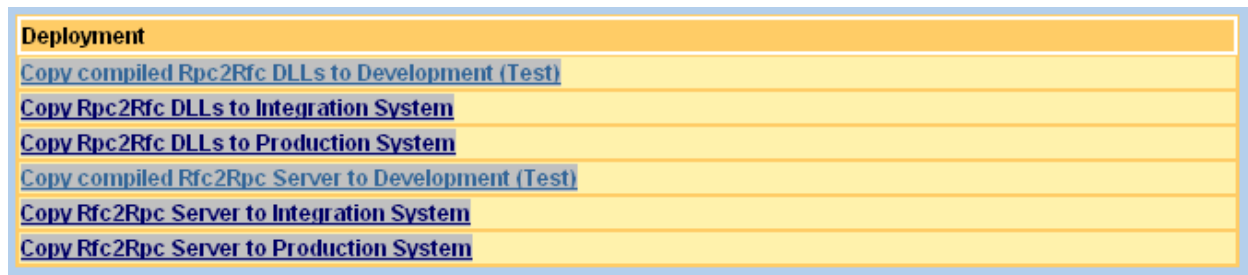 Deployment
Copy compiled Rpc2Rfc DLLs to Development (Test)
Copy Rpc2Rfc DLLs to Integration System
Copy Rpc2Rfc DLLs to Production System
Copy compiled Rfc2Rpc Server to Development (Test)
Copy Rfc2Rpc Server to Integration System
Copy Rfc2Rpc Server to Production System